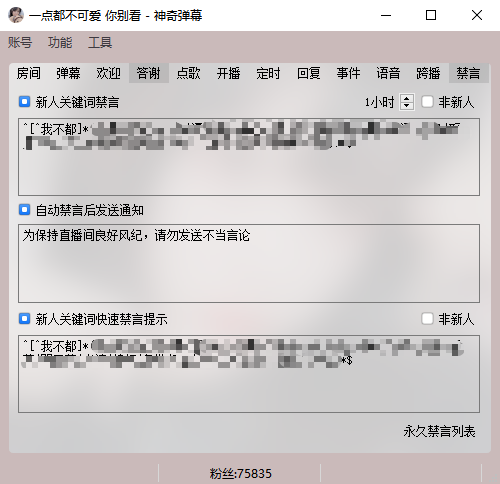 一点都不可爱 你别看 - 神奇弹幕
账号 功能 工具
房间 弹幕 欢迎 答谢 点歌 开播 定时 回复 事件 语音 跨播 禁言
新人关键词禁言 1小时 非新人
^[^我不都]*
自动禁言后发送通知
为保持直播间良好风纪，请勿发送不当言论
新人关键词快速禁言提示 非新人
^[^我不都]*(
*$
永久禁言列表
粉丝:75835